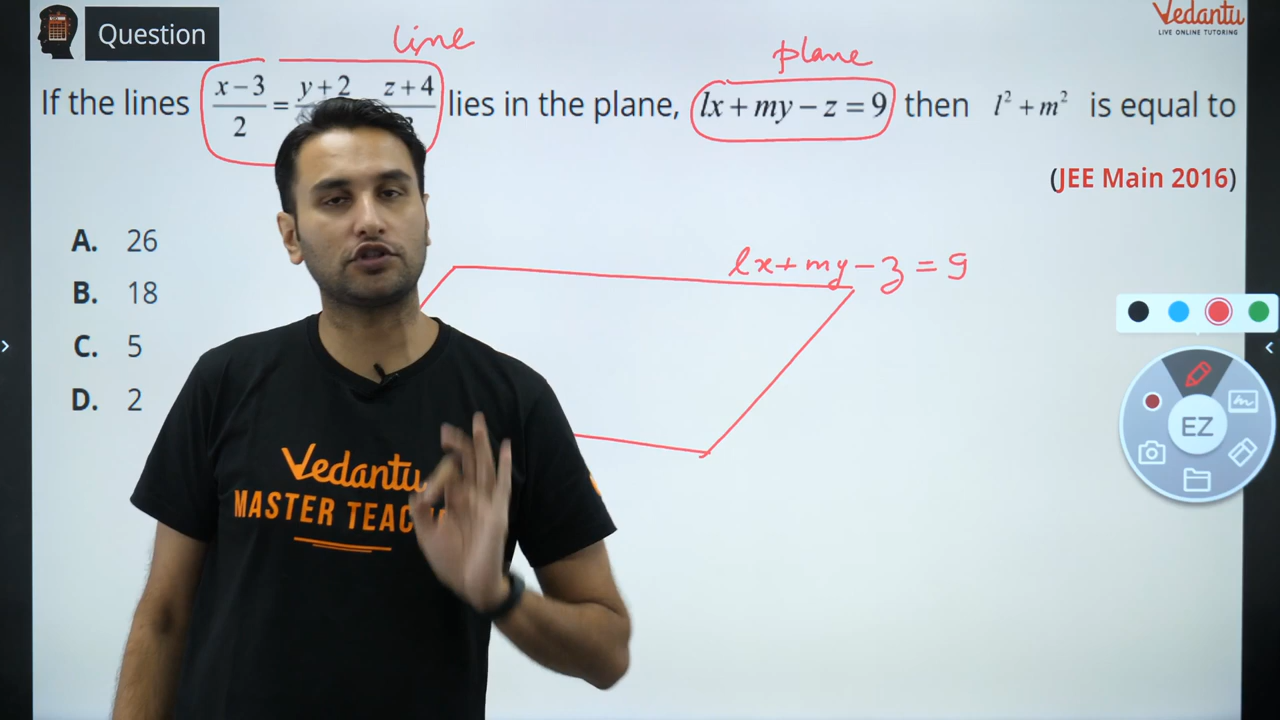 Question
Vedantu
LIVE ONLINE TUTORING
line
plane
If the lines x−3/2 = y+2 z+4 lies in the plane, lx + my − z = 9 then l² + m² is equal to
(JEE Main 2016)
A. 26
B. 18
C. 5
D. 2
lx + my − z = 9
EZ
Vedantu
MASTER